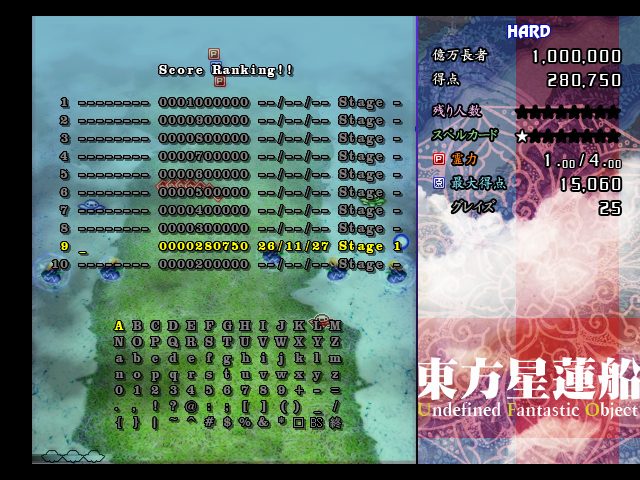 Score Ranking!!
1 -------- 0001000000 --/--/-- Stage -
2 -------- 0000900000 --/--/-- Stage -
3 -------- 0000800000 --/--/-- Stage -
4 -------- 0000700000 --/--/-- Stage -
5 -------- 0000600000 --/--/-- Stage -
6 -------- 0000500000 --/--/-- Stage -
7 -------- 0000400000 --/--/-- Stage -
8 -------- 0000300000 --/--/-- Stage -
9 _ 0000280750 26/11/27 Stage 1
10 -------- 0000200000 --/--/-- Stage -
A B C D E F G H I J K L M
N O P Q R S T U V W X Y Z
a b c d e f g h i j k l m
n o p q r s t u v w x y z
0 1 2 3 4 5 6 7 8 9 + - =
. , ! ? @ : ; [ ] ( ) _ /
{ } | ~ ^ # $ % & * 口 BS 終
HARD
億万長者 1,000,000
得点 280,750
残り人数
スペルカード
P 霊力 1.00/4.00
最大得点 15,060
グレイズ 25
東方星蓮船
Undefined Fantastic Object